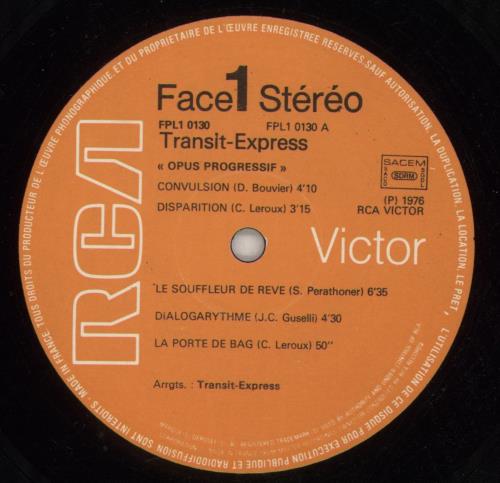 TOUS DROITS DU PRODUCTEUR DE L'ŒUVRE PHONOGRAPHIQUE ET DU PROPRIETAIRE DE L'ŒUVRE ENREGISTREE RESERVES. SAUF AUTORISATION, LA DUPLICATION, LA LOCATION, LE PRET, L'UTILISATION DE CE DISQUE POUR EXECUTION PUBLIQUE ET RADIODIFFUSION SONT INTERDITS - MADE IN FRANCE
RCA
Face 1 Stéréo
FPL1 0130 FPL1 0130 A
Transit-Express
« OPUS PROGRESSIF »
CONVULSION (D. Bouvier) 4'10
DISPARITION (C. Leroux) 3'15
SACEM
SACD SDRM SGDL
(P) 1976
RCA VICTOR
Victor
LE SOUFFLEUR DE REVE (S. Perathoner) 6'35
DiALOGARYTHME (J.C. Guselli) 4'30
LA PORTE DE BAG (C. Leroux) 50''
Arrgts. : Transit-Express